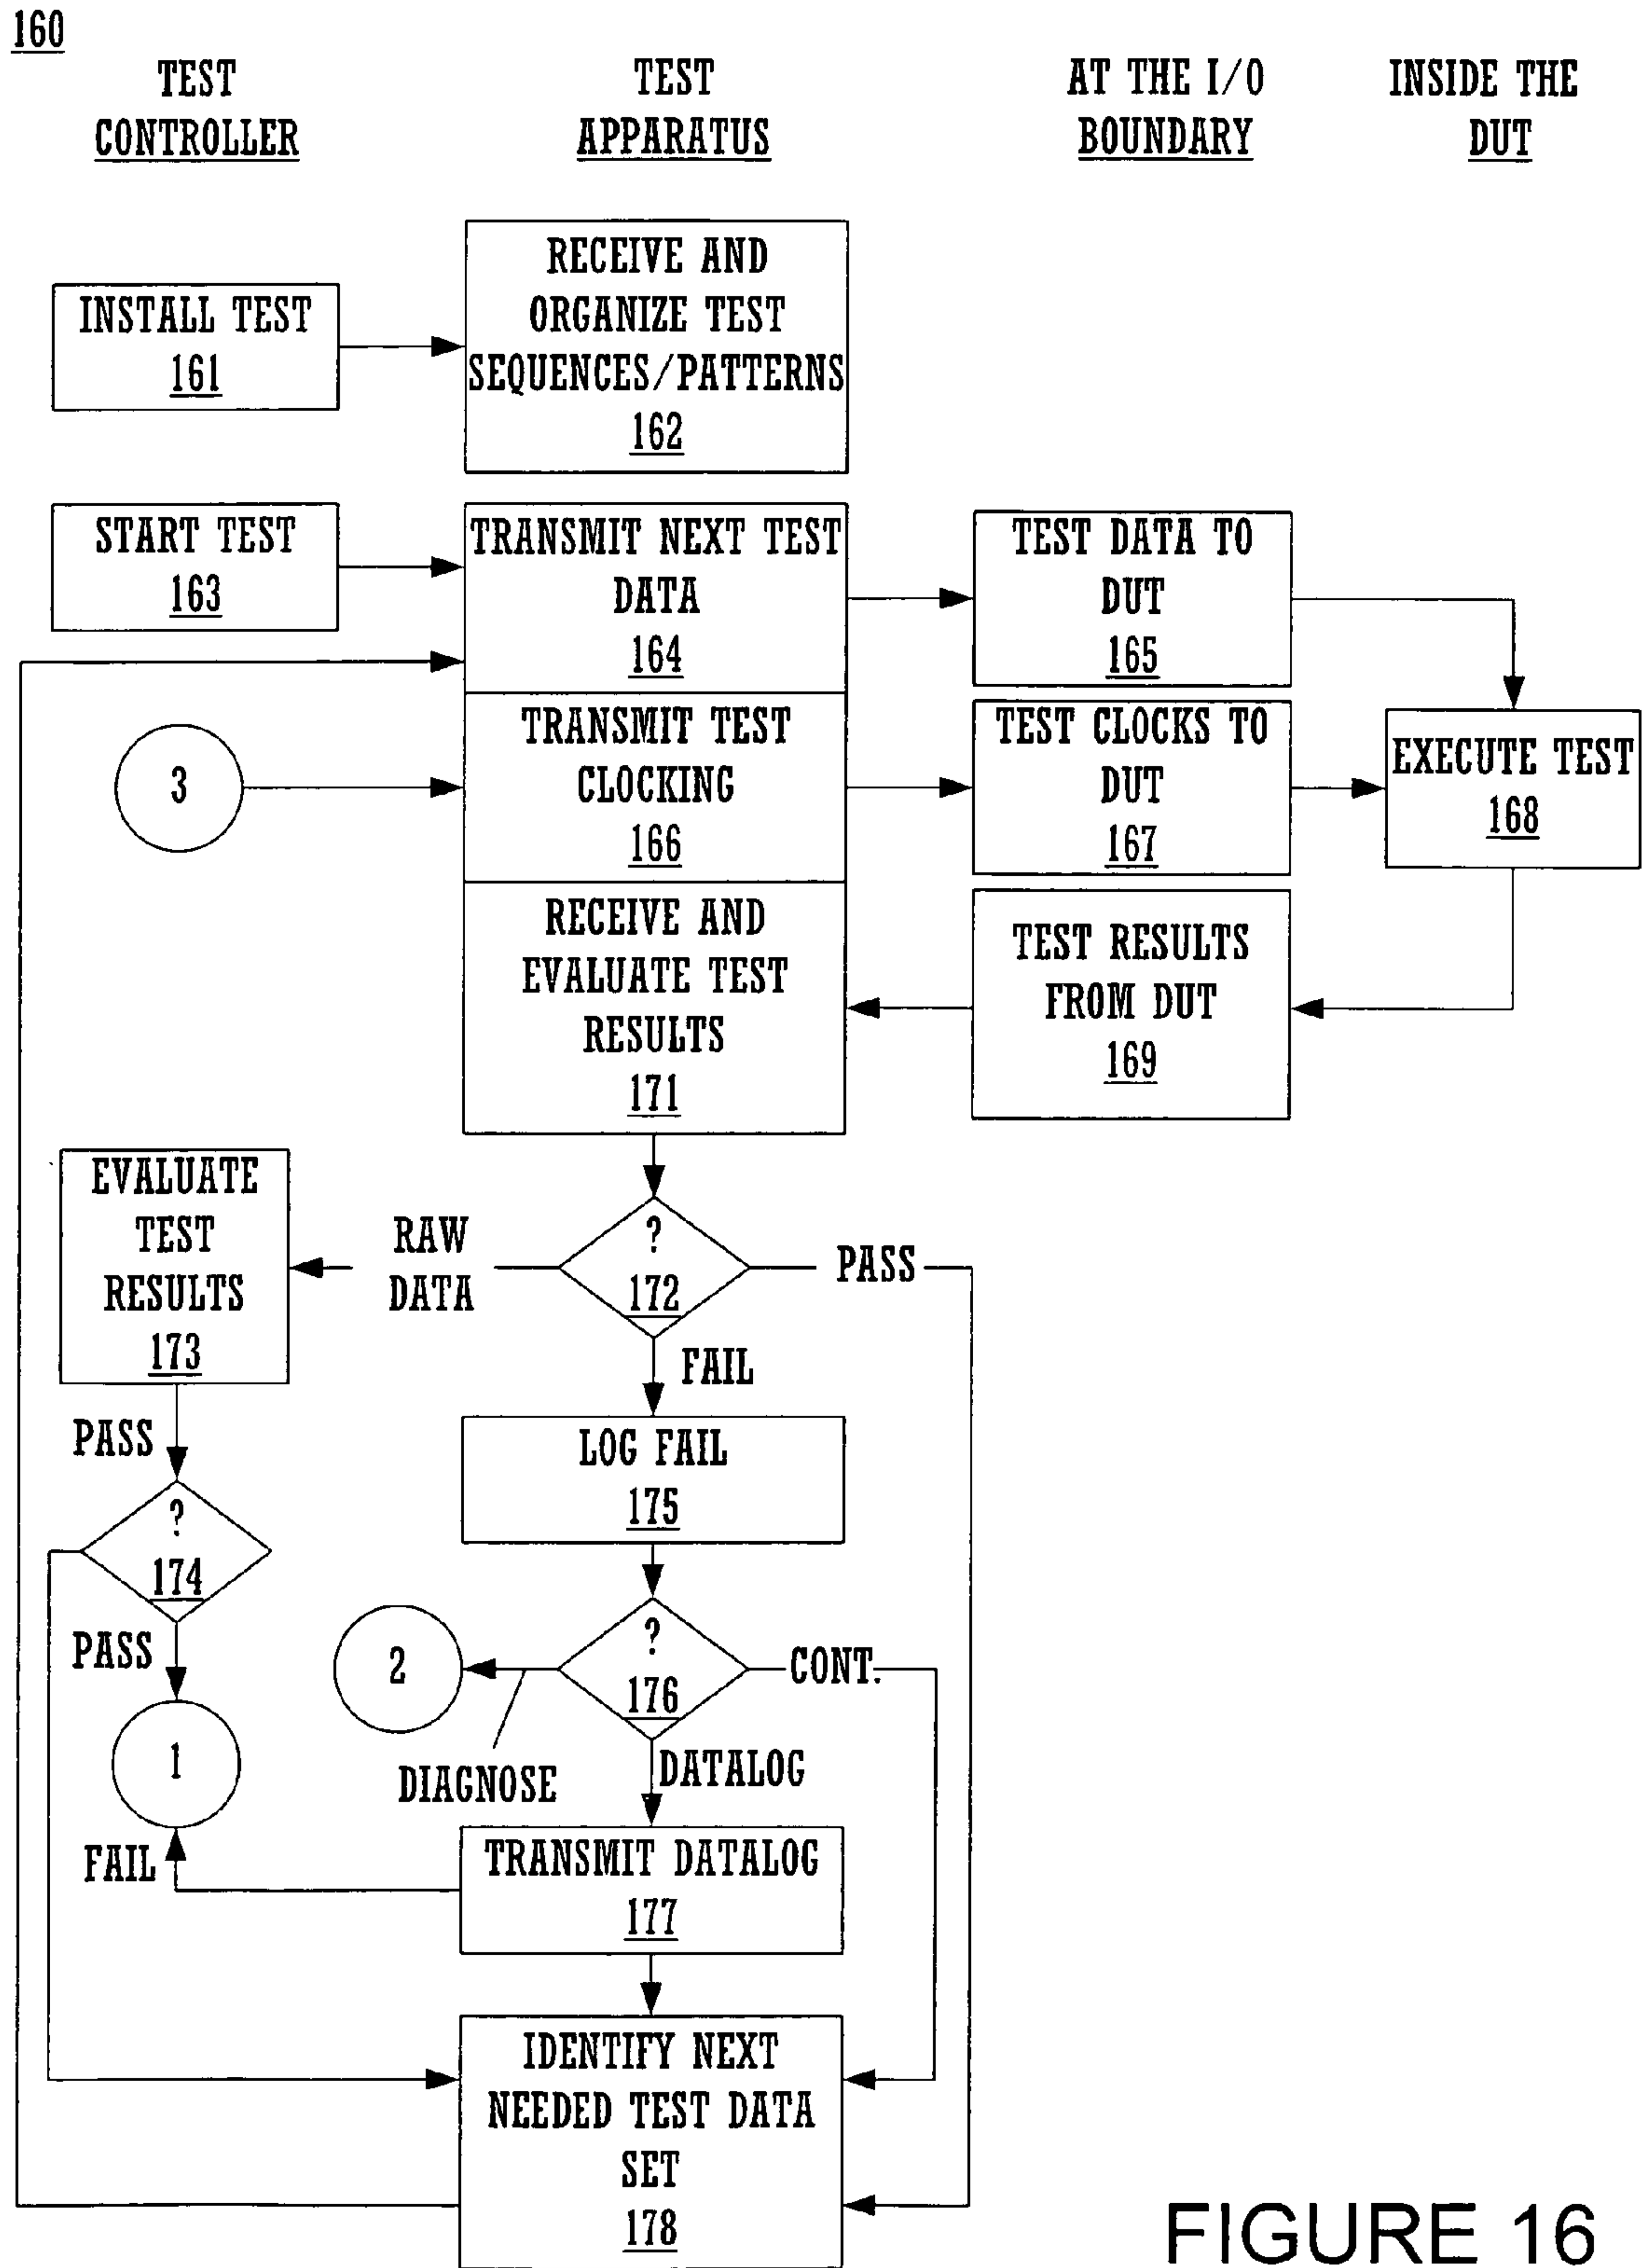 160
TEST
CONTROLLER
TEST
APPARATUS
AT THE I/O
BOUNDARY
INSIDE THE
DUT
INSTALL TEST
161
RECEIVE AND
ORGANIZE TEST
SEQUENCES/PATTERNS
162
START TEST
163
TRANSMIT NEXT TEST
DATA
164
TEST DATA TO
DUT
165
3
TRANSMIT TEST
CLOCKING
166
TEST CLOCKS TO
DUT
167
EXECUTE TEST
168
RECEIVE AND
EVALUATE TEST
RESULTS
171
TEST RESULTS
FROM DUT
169
EVALUATE
TEST
RESULTS
173
RAW
DATA
?
172
PASS
FAIL
PASS
LOG FAIL
175
?
174
PASS
2
?
176
CONT.
1
DIAGNOSE
DATALOG
FAIL
TRANSMIT DATALOG
177
IDENTIFY NEXT
NEEDED TEST DATA
SET
178
FIGURE 16